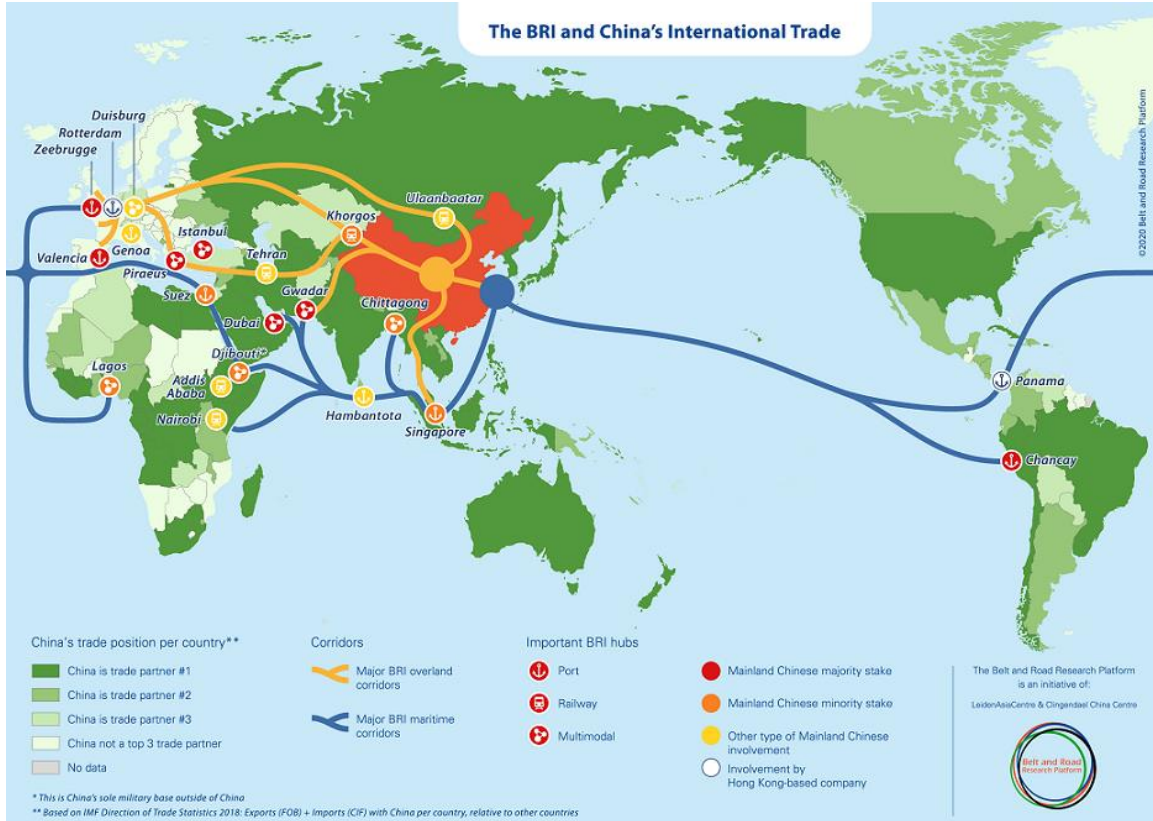 The BRI and China's International Trade
Duisburg
Rotterdam
Zeebrugge
Ulaanbaatar
Khorgos
Istanbul
Genoa
Valencia
Tehran
Piraeus
Gwadar
Suez
Chittagong
Dubai
Djibouti*
Lagos
Addis
Ababa
Nairobi
Hambantota
Singapore
Panama
Chancay
©2020 Belt and Road Research Platform
China's trade position per country**
China is trade partner #1
China is trade partner #2
China is trade partner #3
China not a top 3 trade partner
No data
Corridors
Major BRI overland
corridors
Major BRI maritime
corridors
Important BRI hubs
Port
Railway
Multimodal
Mainland Chinese majority stake
Mainland Chinese minority stake
Other type of Mainland Chinese
involvement
Involvement by
Hong Kong-based company
The Belt and Road Research Platform
is an initiative of:
LeidenAsiaCentre & Clingendael China Centre
Belt and Road
Research Platform
* This is China's sole military base outside of China
** Based on IMF Direction of Trade Statistics 2018: Exports (FOB) + Imports (CIF) with China per country, relative to other countries